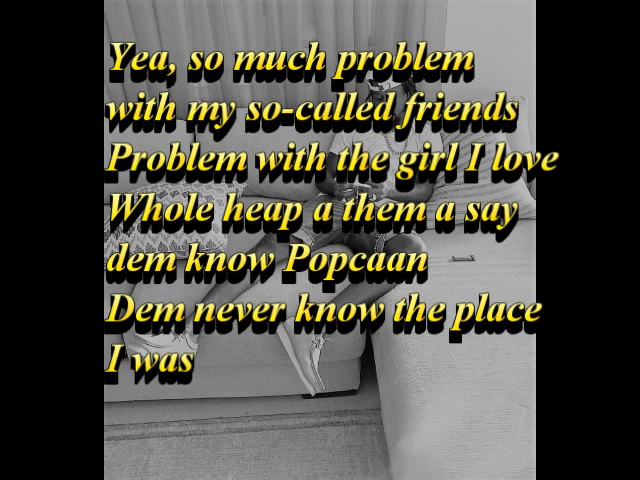 Yea, so much problem
with my so-called friends
Problem with the girl I love
Whole heap a them a say
dem know Popcaan
Dem never know the place
I was